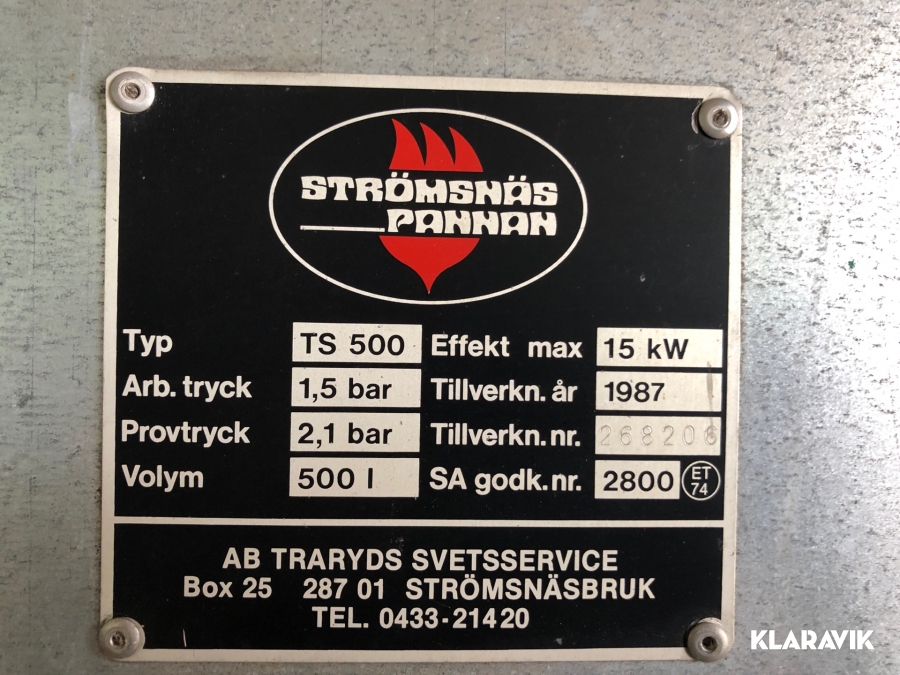 STRÖMSNÄS
PANNAN
Typ TS 500 Effekt max 15 kW
Arb. tryck 1,5 bar Tillverkn. år 1987
Provtryck 2,1 bar Tillverkn. nr. 268206
Volym 500 l SA godk. nr. 2800 ET 74
AB TRARYDS SVETSSERVICE
Box 25 287 01 STRÖMSNÄSBRUK
TEL. 0433-21420
KLARAVIK